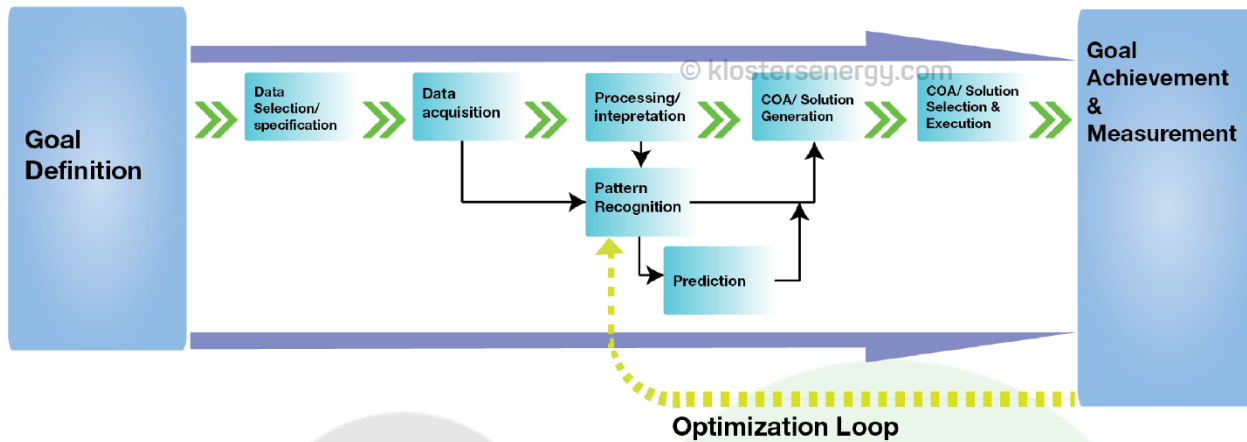 Goal
Definition
© klostersenergy.com
Data
Selection/
specification
Data
acquisition
Processing/
intepretation
COA/ Solution
Generation
COA/ Solution
Selection &
Execution
Goal
Achievement
&
Measurement
Pattern
Recognition
Prediction
Optimization Loop